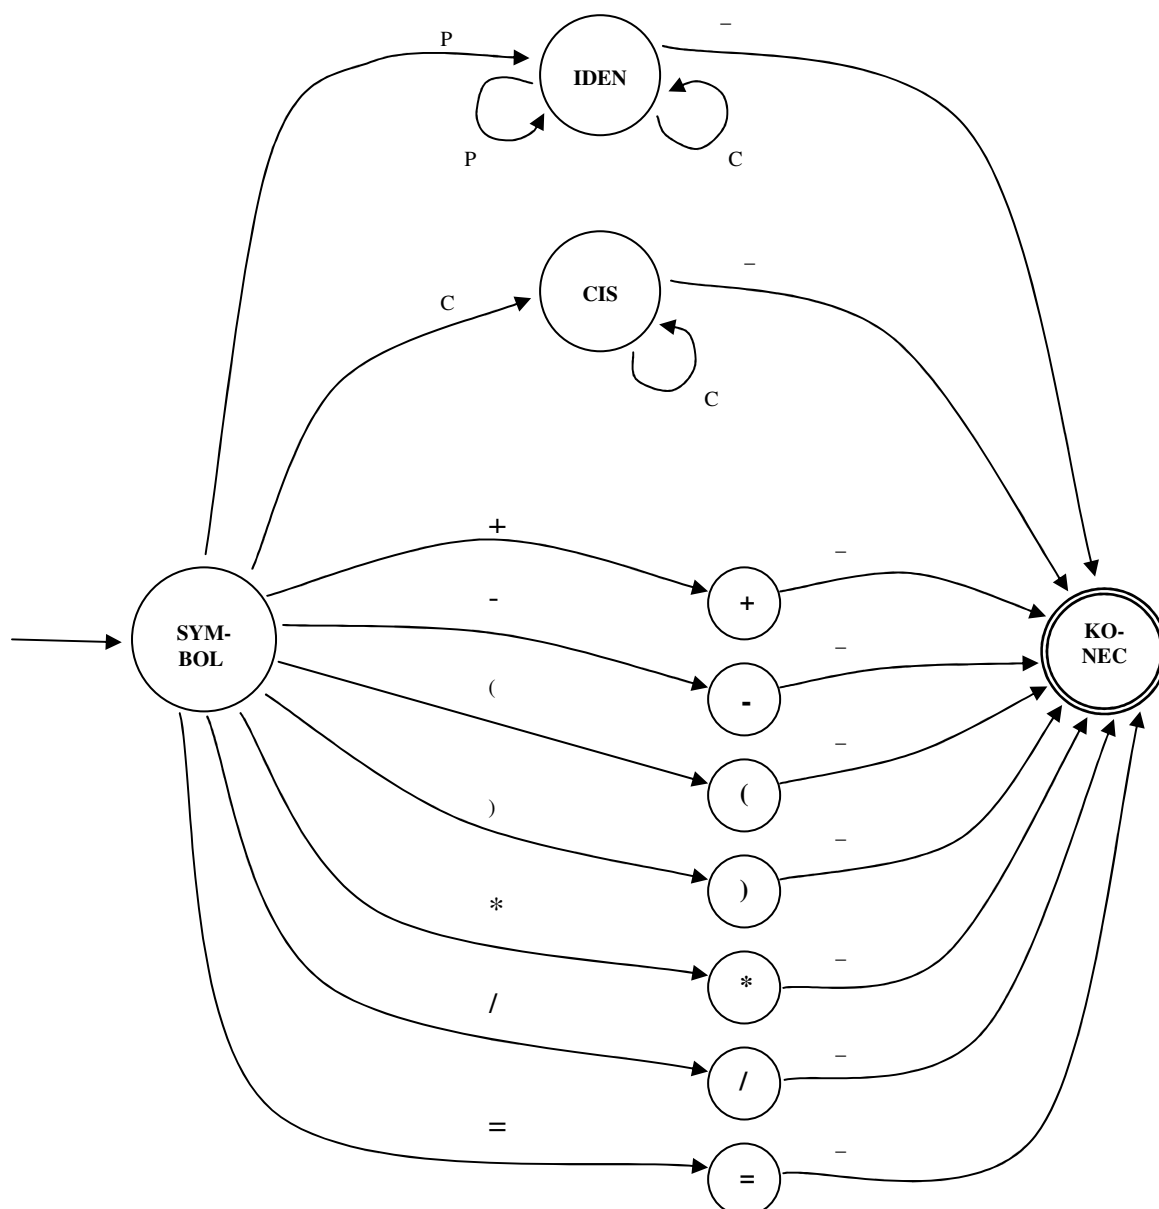 –
P
IDEN
P
C
–
C
CIS
C
+
–
+
-
SYM-
BOL
KO-
NEC
–
-
(
–
(
)
–
)
*
–
*
/
–
/
=
–
=